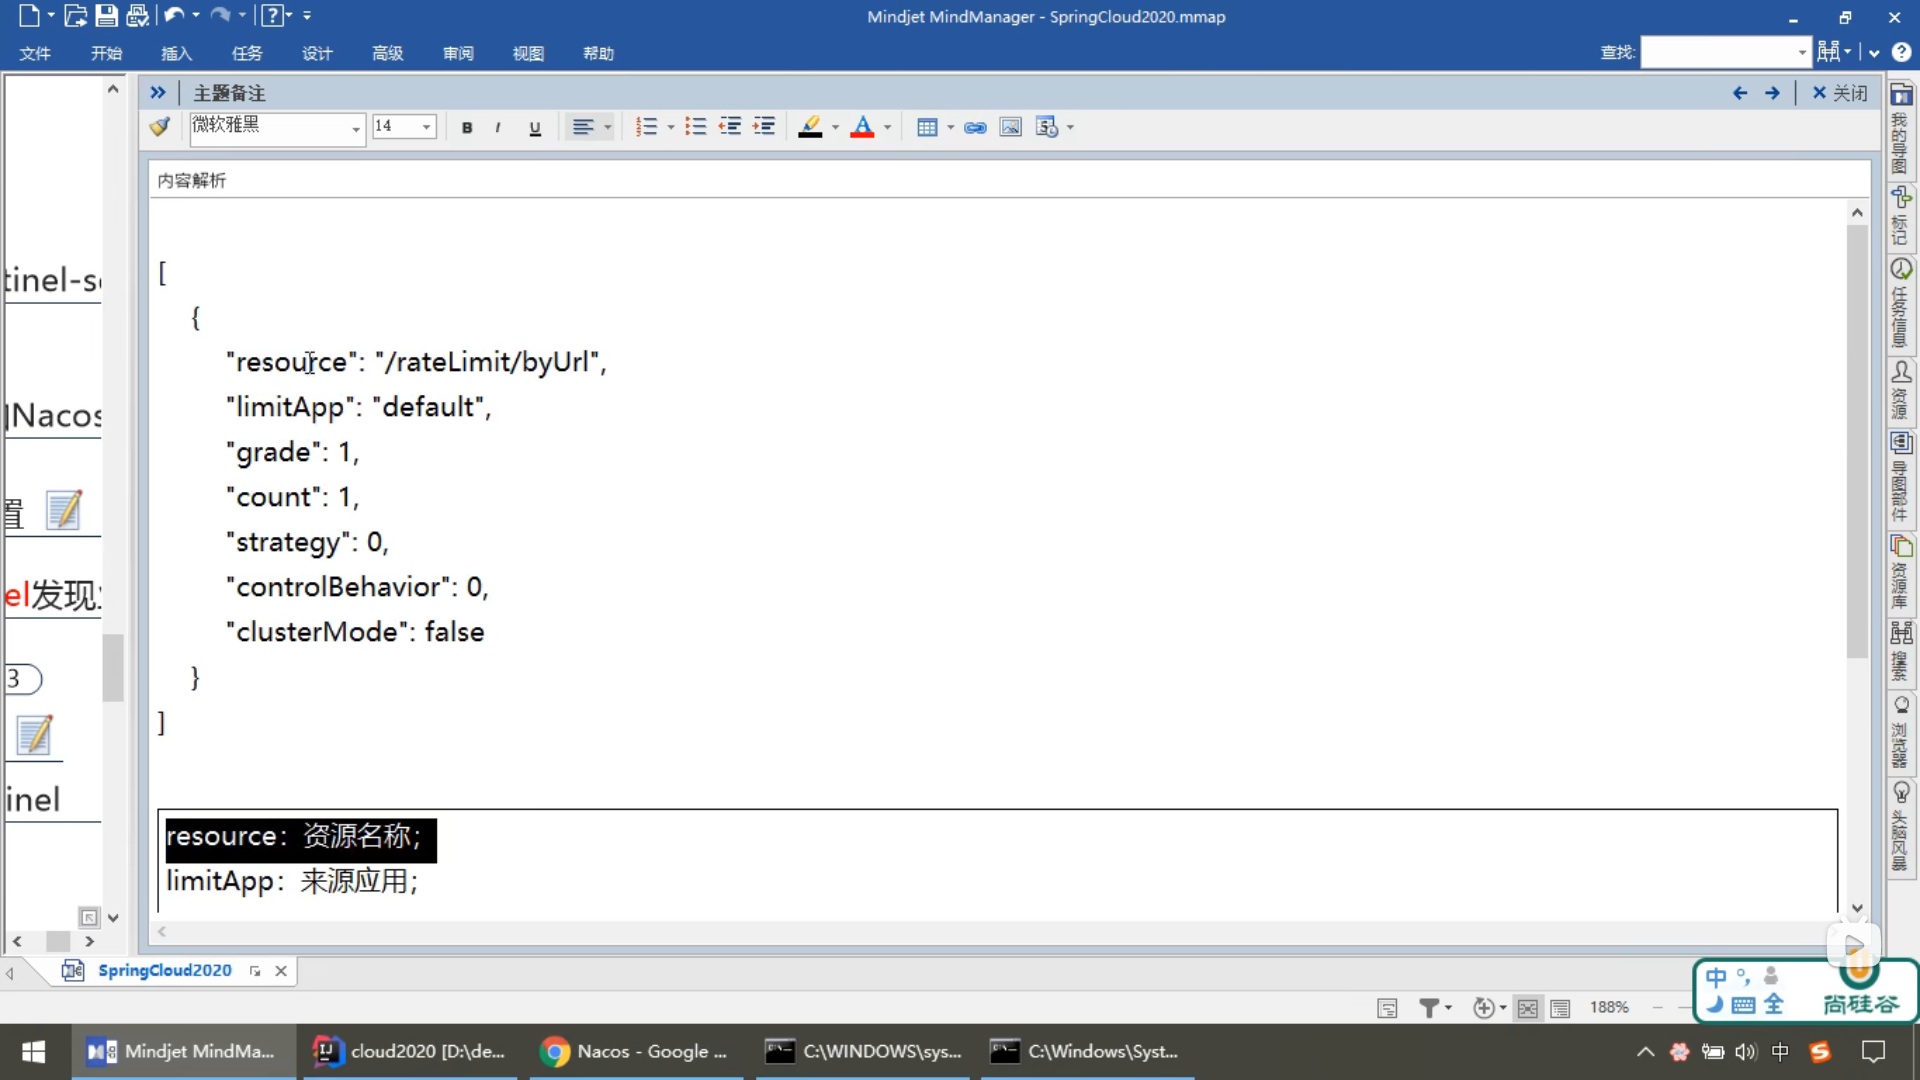 Mindjet MindManager - SpringCloud2020.mmap
文件 开始 插入 任务 设计 高级 审阅 视图 帮助
查找:
主题备注
关闭
微软雅黑
14
B I U
内容解析
[
{
"resource": "/rateLimit/byUrl",
"limitApp": "default",
"grade": 1,
"count": 1,
"strategy": 0,
"controlBehavior": 0,
"clusterMode": false
}
]
resource：资源名称；
limitApp：来源应用；
tinel-s
Nacos
置
el发现
3
inel
我的导图
标记
任务信息
资源
导图部件
资源库
搜索
浏览器
头脑风暴
SpringCloud2020
188%
中
全
尚硅谷
Mindjet MindMa...
cloud2020 [D:\de...
Nacos - Google ...
C:\WINDOWS\sys...
C:\Windows\Syst...
中